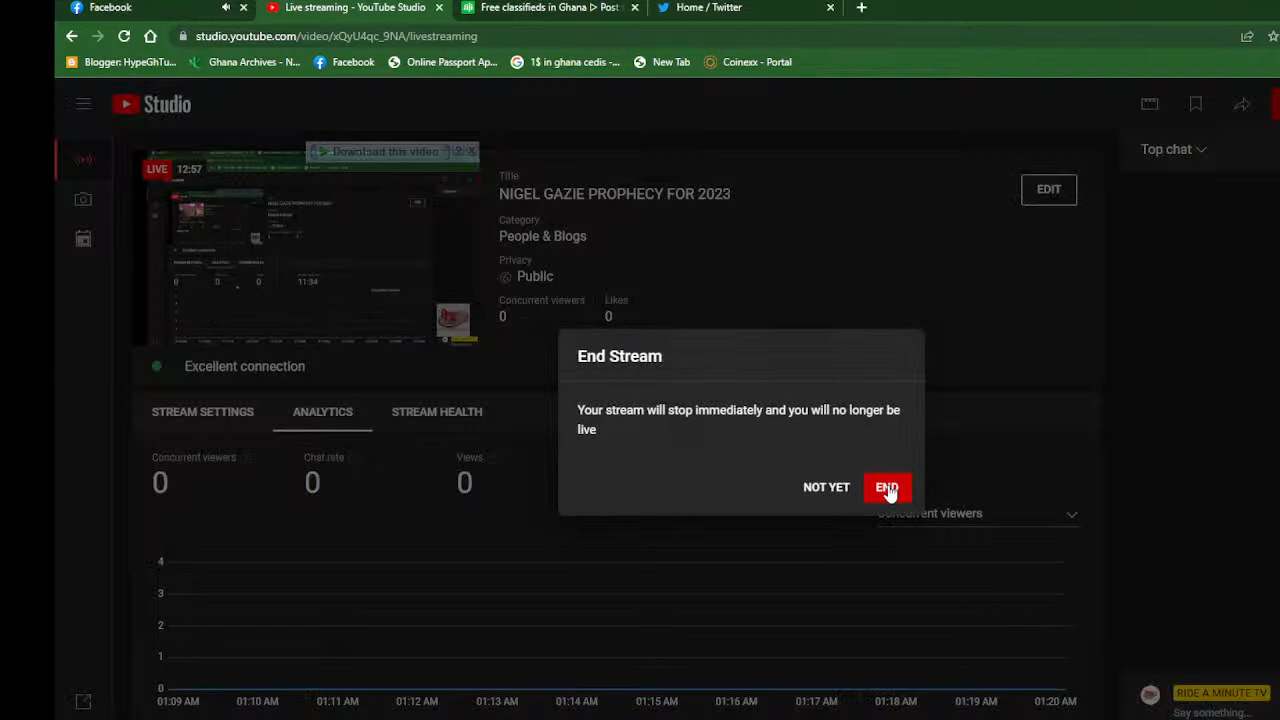 Facebook
Live streaming - YouTube Studio
Free classifieds in Ghana ▷ Post
Home / Twitter
studio.youtube.com/video/xQyU4qc_9NA/livestreaming
Blogger: HypeGhTu...
Ghana Archives - N...
Facebook
Online Passport Ap...
1$ in ghana cedis -...
New Tab
Coinexx - Portal
Studio
Top chat
LIVE 12:57
Download this video
?
Title
NIGEL GAZIE PROPHECY FOR 2023
EDIT
Category
People & Blogs
Privacy
Public
Concurrent viewers
Likes
0
0
11:34
Excellent connection
End Stream
Your stream will stop immediately and you will no longer be
live
NOT YET
END
STREAM SETTINGS
ANALYTICS
STREAM HEALTH
Concurrent viewers
Chat rate
Views
0
0
0
Concurrent viewers
4
3
2
1
0
01:09 AM
01:10 AM
01:11 AM
01:12 AM
01:13 AM
01:14 AM
01:15 AM
01:16 AM
01:17 AM
01:18 AM
01:19 AM
01:20 AM
RIDE A MINUTE TV
Say something...